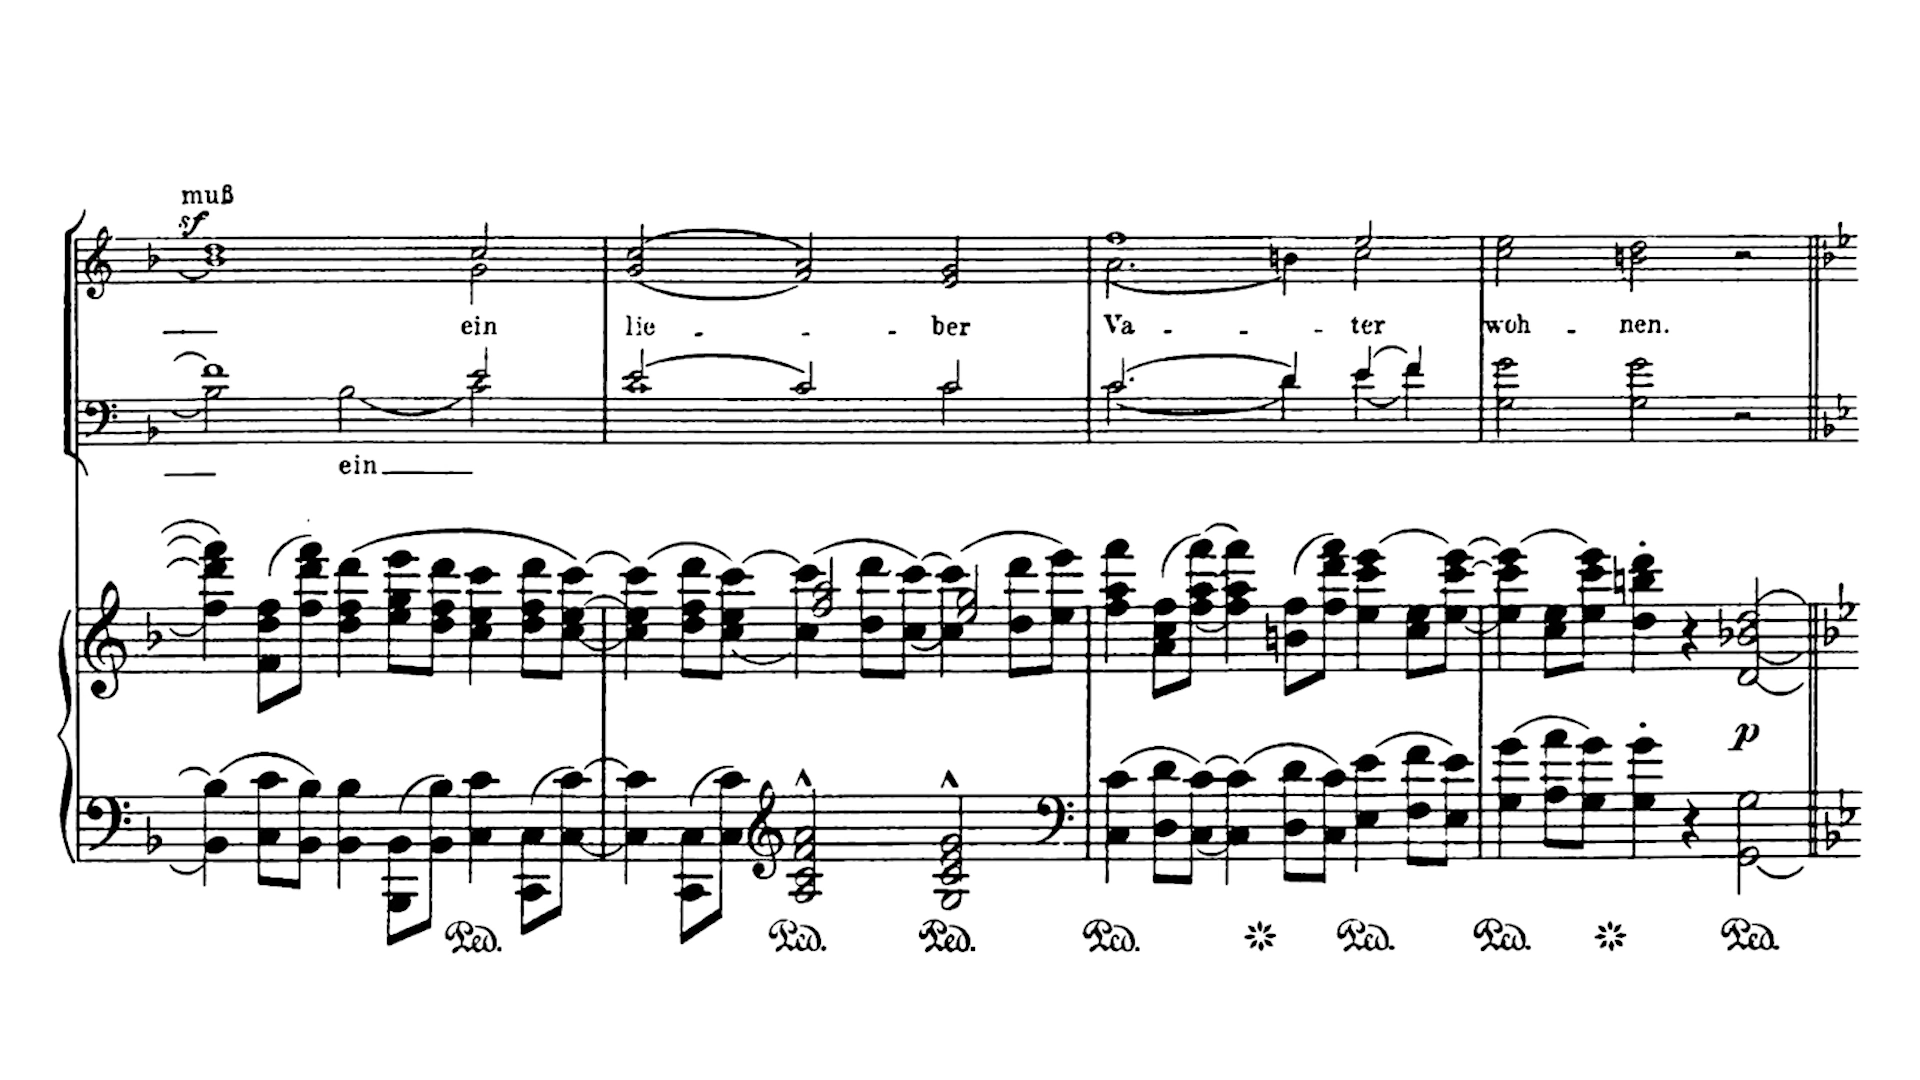 muß
sf
ein lie - - - ber Va - - - ter woh - nen.
ein
p
Ped. Ped. Ped. Ped. Ped. Ped. Ped.